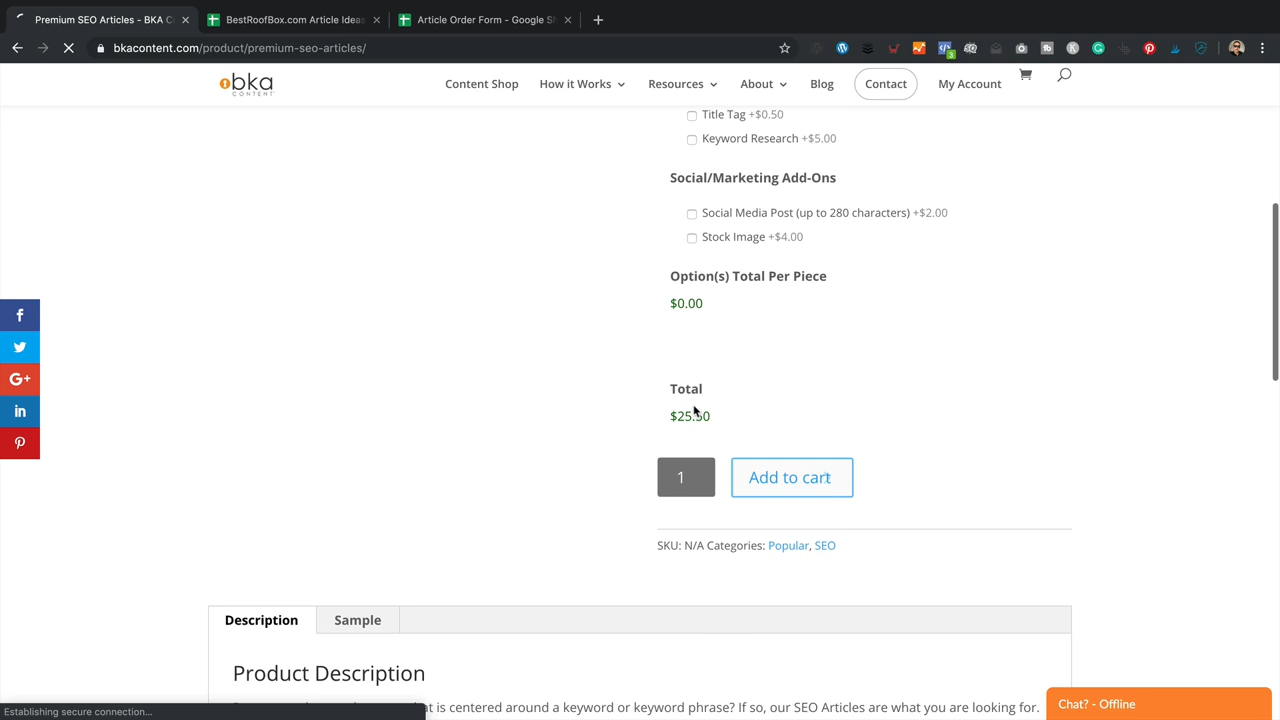 Premium SEO Articles - BKA C
BestRoofBox.com Article Ideas
Article Order Form - Google Sh
bkacontent.com/product/premium-seo-articles/
bka
CONTENT
Content Shop
How it Works
Resources
About
Blog
Contact
My Account
Title Tag +$0.50
Keyword Research +$5.00
Social/Marketing Add-Ons
Social Media Post (up to 280 characters) +$2.00
Stock Image +$4.00
Option(s) Total Per Piece
$0.00
Total
$25.50
1
Add to cart
SKU: N/A Categories: Popular, SEO
Description
Sample
Product Description
that is centered around a keyword or keyword phrase? If so, our SEO Articles are what you are looking for.
Establishing secure connection...
Chat? - Offline